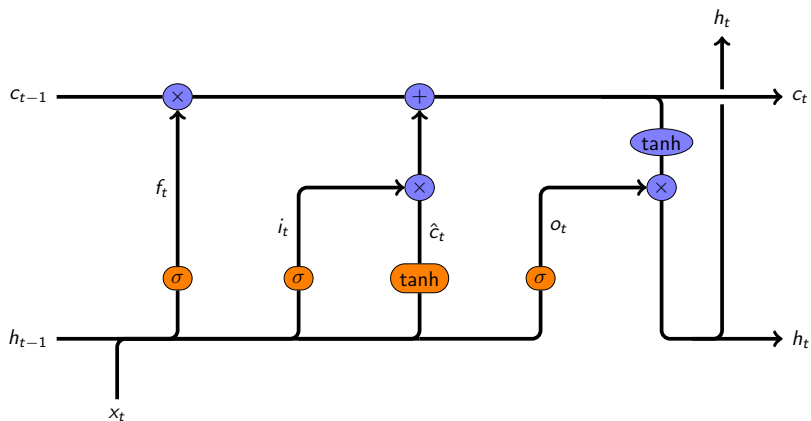 h_t
c_{t−1} × + c_t
tanh
f_t × ×
i_t ĉ_t o_t
σ σ tanh σ
h_{t−1} h_t
x_t